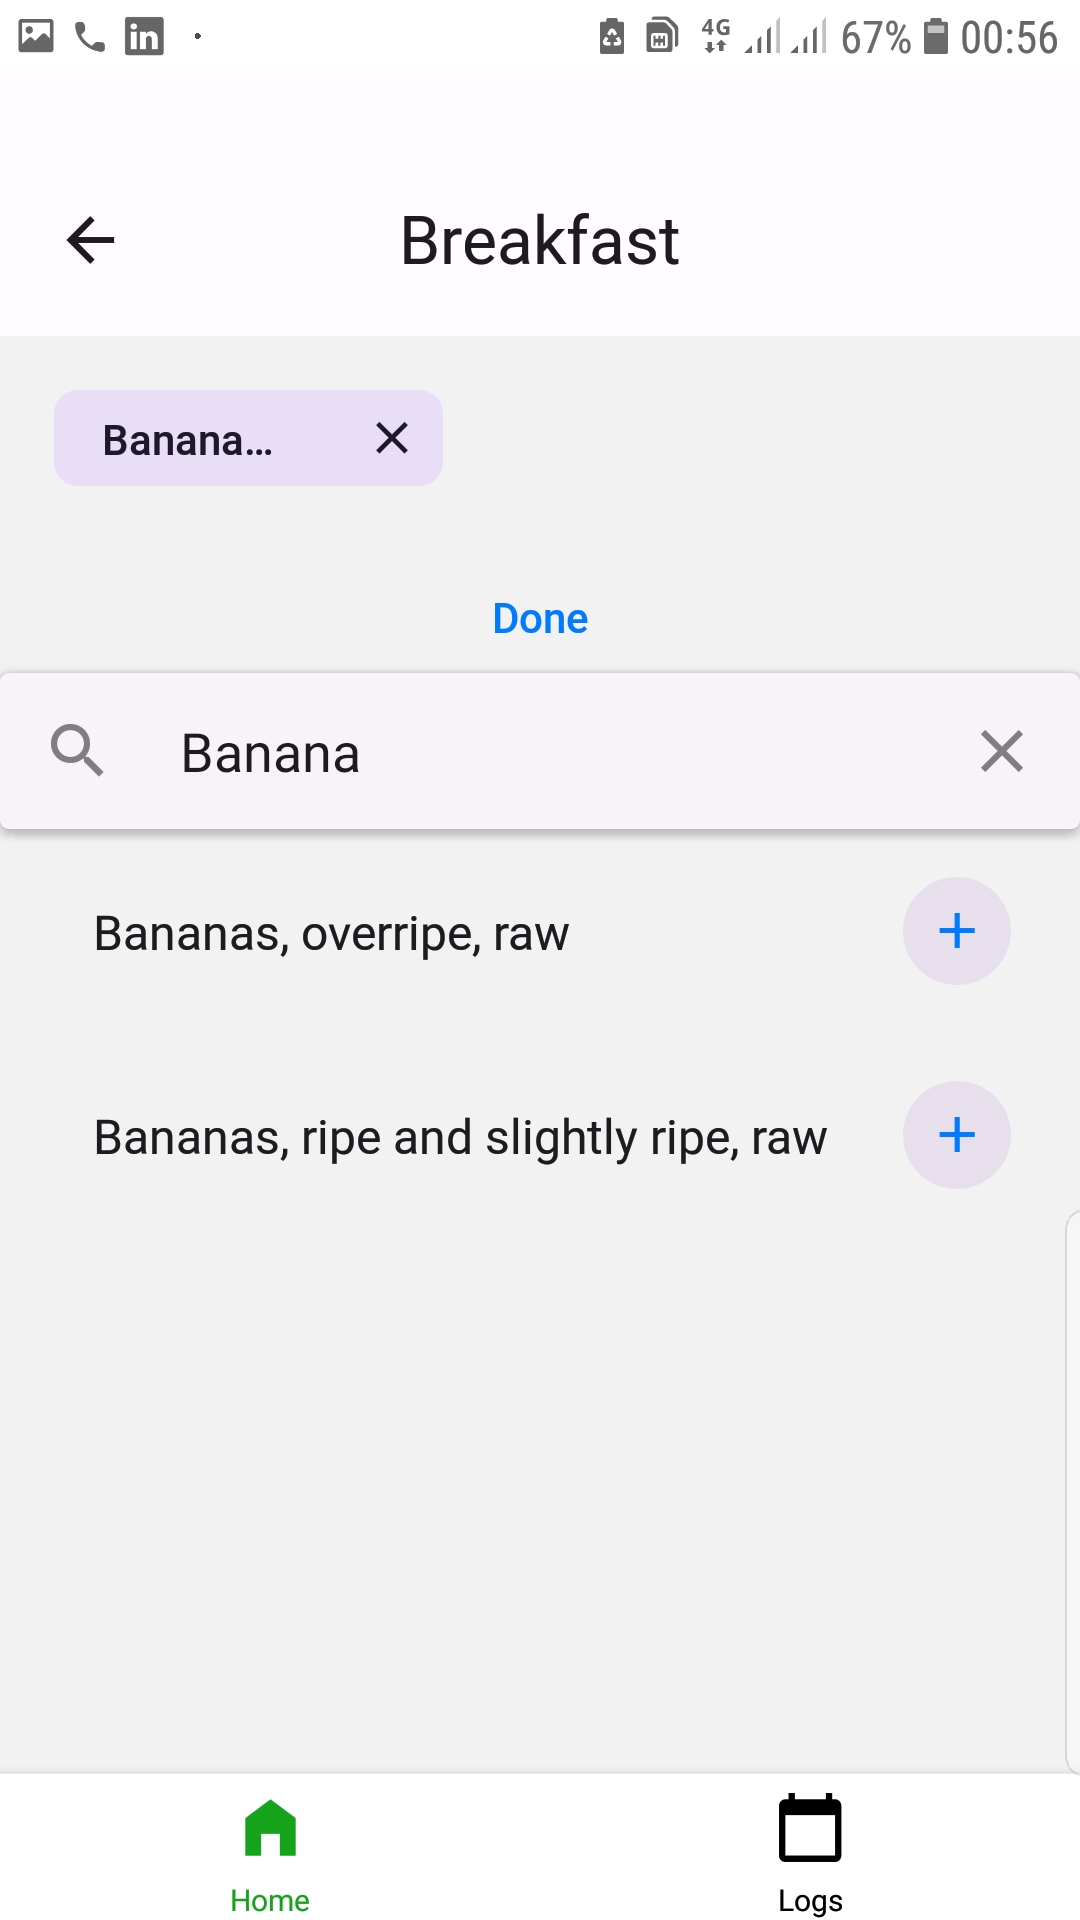 4G 67% 00:56
Breakfast
Banana...
Done
Banana
Bananas, overripe, raw
Bananas, ripe and slightly ripe, raw
Home
Logs